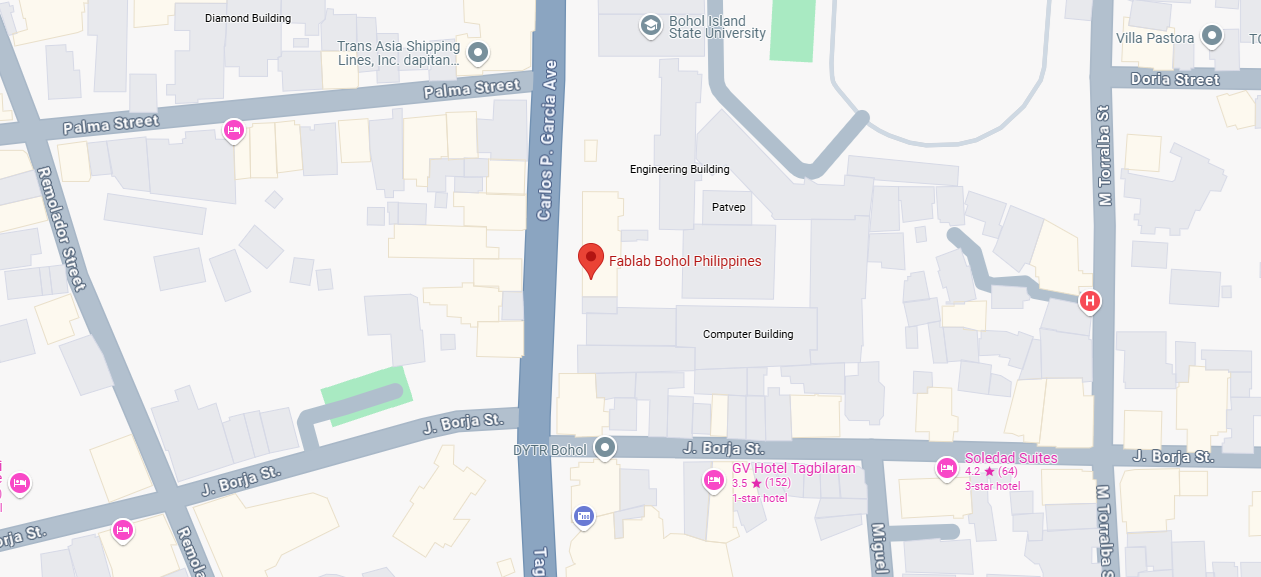 Diamond Building
Bohol Island
State University
Villa Pastora
Trans Asia Shipping
Lines, Inc. dapitan...
Doria Street
Palma Street
Palma Street
Carlos P. Garcia Ave
M Torralba St
Engineering Building
Remolador Street
Patvep
Fablab Bohol Philippines
H
Computer Building
J. Borja St.
DYTR Bohol
J. Borja St.
J. Borja St.
GV Hotel Tagbilaran
3.5 ★ (152)
1-star hotel
Soledad Suites
4.2 ★ (64)
3-star hotel
J. Borja St.
orja St.
Remola
Tag
Miguel
M Torralba S